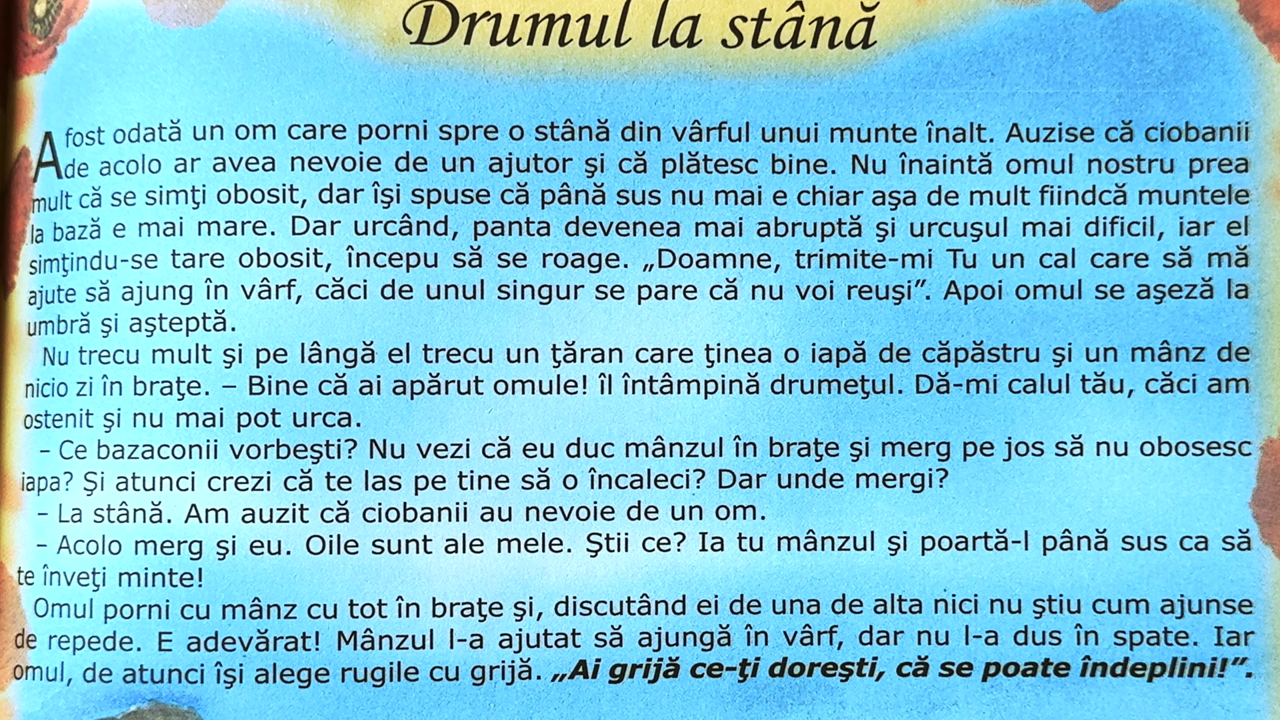 Drumul la stână
A fost odată un om care porni spre o stână din vârful unui munte înalt. Auzise că ciobanii
de acolo ar avea nevoie de un ajutor şi că plătesc bine. Nu înaintă omul nostru prea
mult că se simţi obosit, dar îşi spuse că până sus nu mai e chiar aşa de mult fiindcă muntele
la bază e mai mare. Dar urcând, panta devenea mai abruptă şi urcuşul mai dificil, iar el
simţindu-se tare obosit, începu să se roage. „Doamne, trimite-mi Tu un cal care să mă
ajute să ajung în vârf, căci de unul singur se pare că nu voi reuşi”. Apoi omul se aşeză la
umbră şi aşteptă.
Nu trecu mult şi pe lângă el trecu un ţăran care ţinea o iapă de căpăstru şi un mânz de
nicio zi în braţe. – Bine că ai apărut omule! îl întâmpină drumeţul. Dă-mi calul tău, căci am
ostenit şi nu mai pot urca.
– Ce bazaconii vorbeşti? Nu vezi că eu duc mânzul în braţe şi merg pe jos să nu obosesc
iapa? Şi atunci crezi că te las pe tine să o încaleci? Dar unde mergi?
– La stână. Am auzit că ciobanii au nevoie de un om.
– Acolo merg şi eu. Oile sunt ale mele. Ştii ce? Ia tu mânzul şi poartă-l până sus ca să
te înveţi minte!
Omul porni cu mânz cu tot în braţe şi, discutând ei de una de alta nici nu ştiu cum ajunse
de repede. E adevărat! Mânzul l-a ajutat să ajungă în vârf, dar nu l-a dus în spate. Iar
omul, de atunci îşi alege rugile cu grijă. „Ai grijă ce-ţi doreşti, că se poate îndeplini!”.